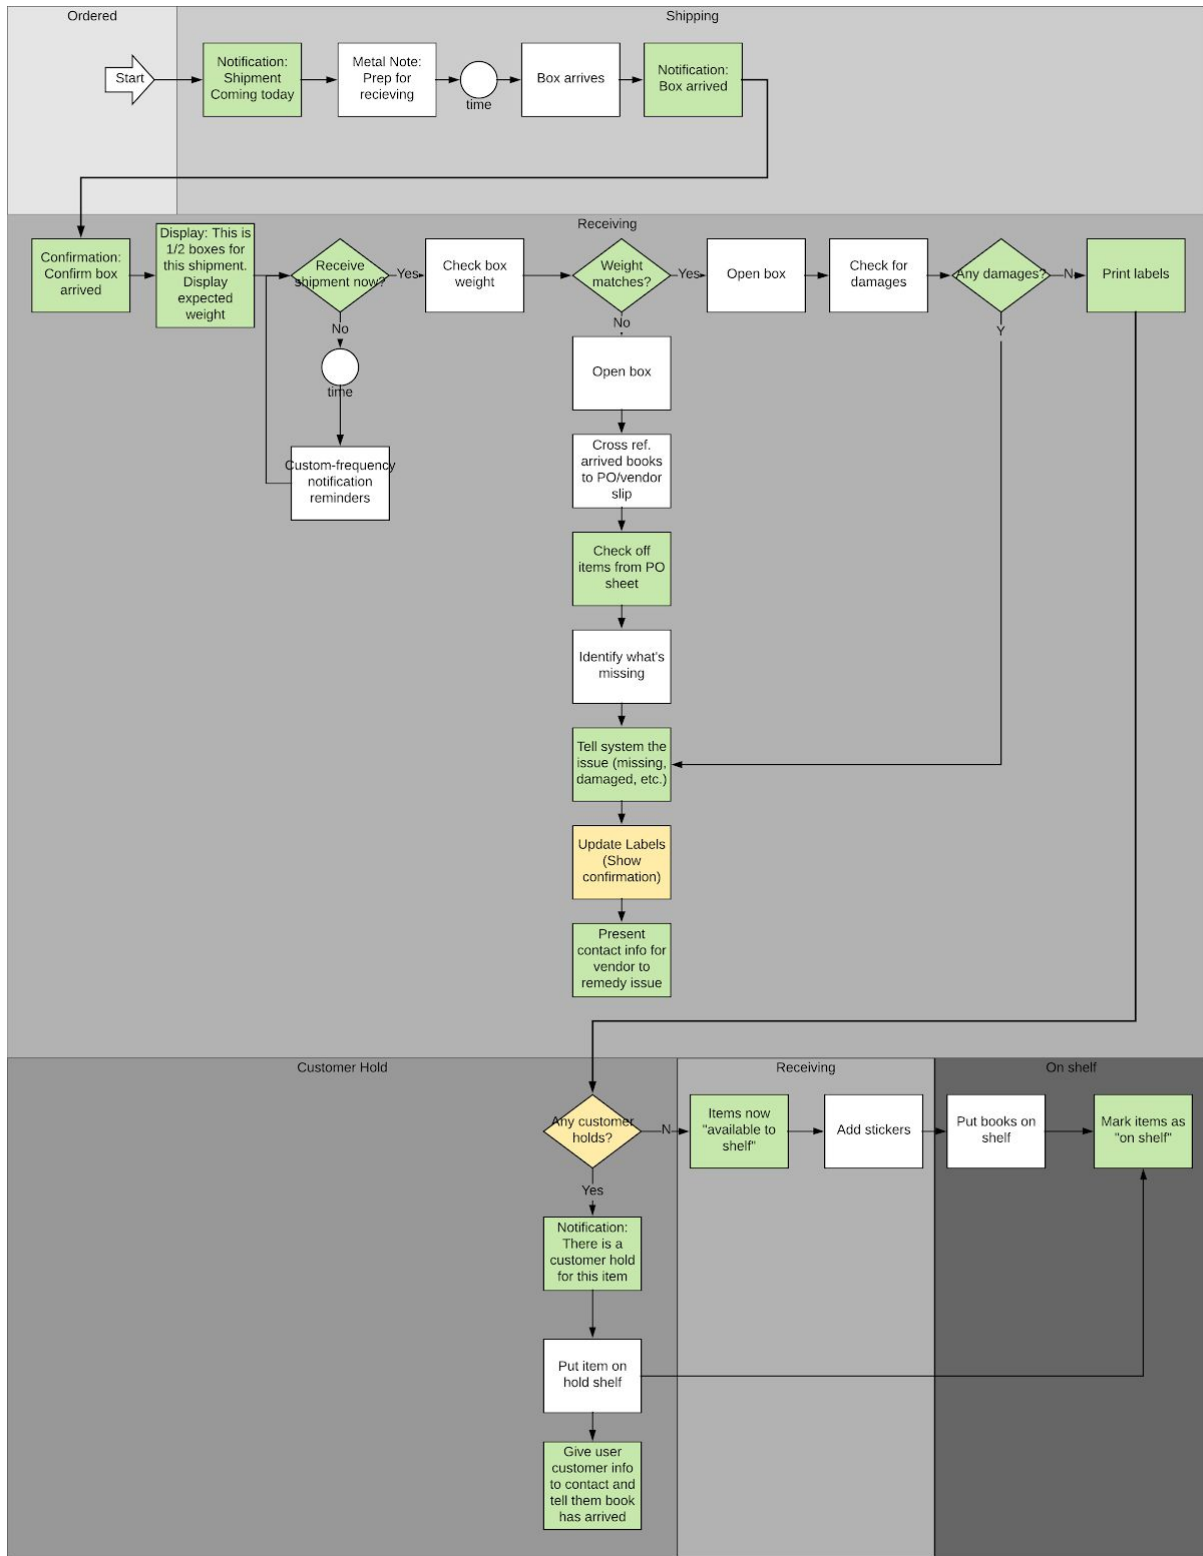 Ordered
Shipping
Start
Notification:
Shipment
Coming today
Metal Note:
Prep for
recieving
time
Box arrives
Notification:
Box arrived
Receiving
Confirmation:
Confirm box
arrived
Display: This is
1/2 boxes for
this shipment.
Display
expected
weight
Receive
shipment now?
Yes
Check box
weight
Weight
matches?
Yes
Open box
Check for
damages
Any damages?
N
Print labels
No
time
Custom-frequency
notification
reminders
No
Y
Open box
Cross ref.
arrived books
to PO/vendor
slip
Check off
items from PO
sheet
Identify what's
missing
Tell system the
issue (missing,
damaged, etc.)
Update Labels
(Show
confirmation)
Present
contact info for
vendor to
remedy issue
Customer Hold
Receiving
On shelf
Any customer
holds?
N
Items now
"available to
shelf"
Add stickers
Put books on
shelf
Mark items as
"on shelf"
Yes
Notification:
There is a
customer hold
for this item
Put item on
hold shelf
Give user
customer info
to contact and
tell them book
has arrived